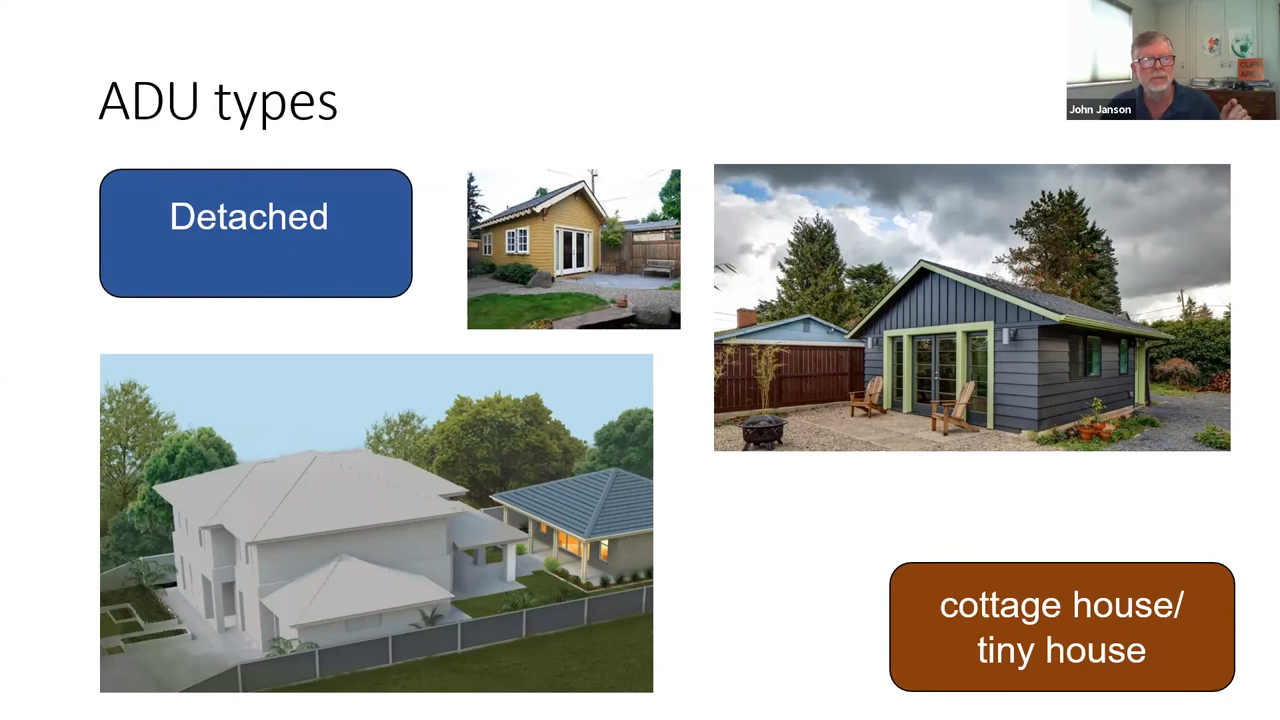 ADU types
John Janson
Detached
cottage house/
tiny house